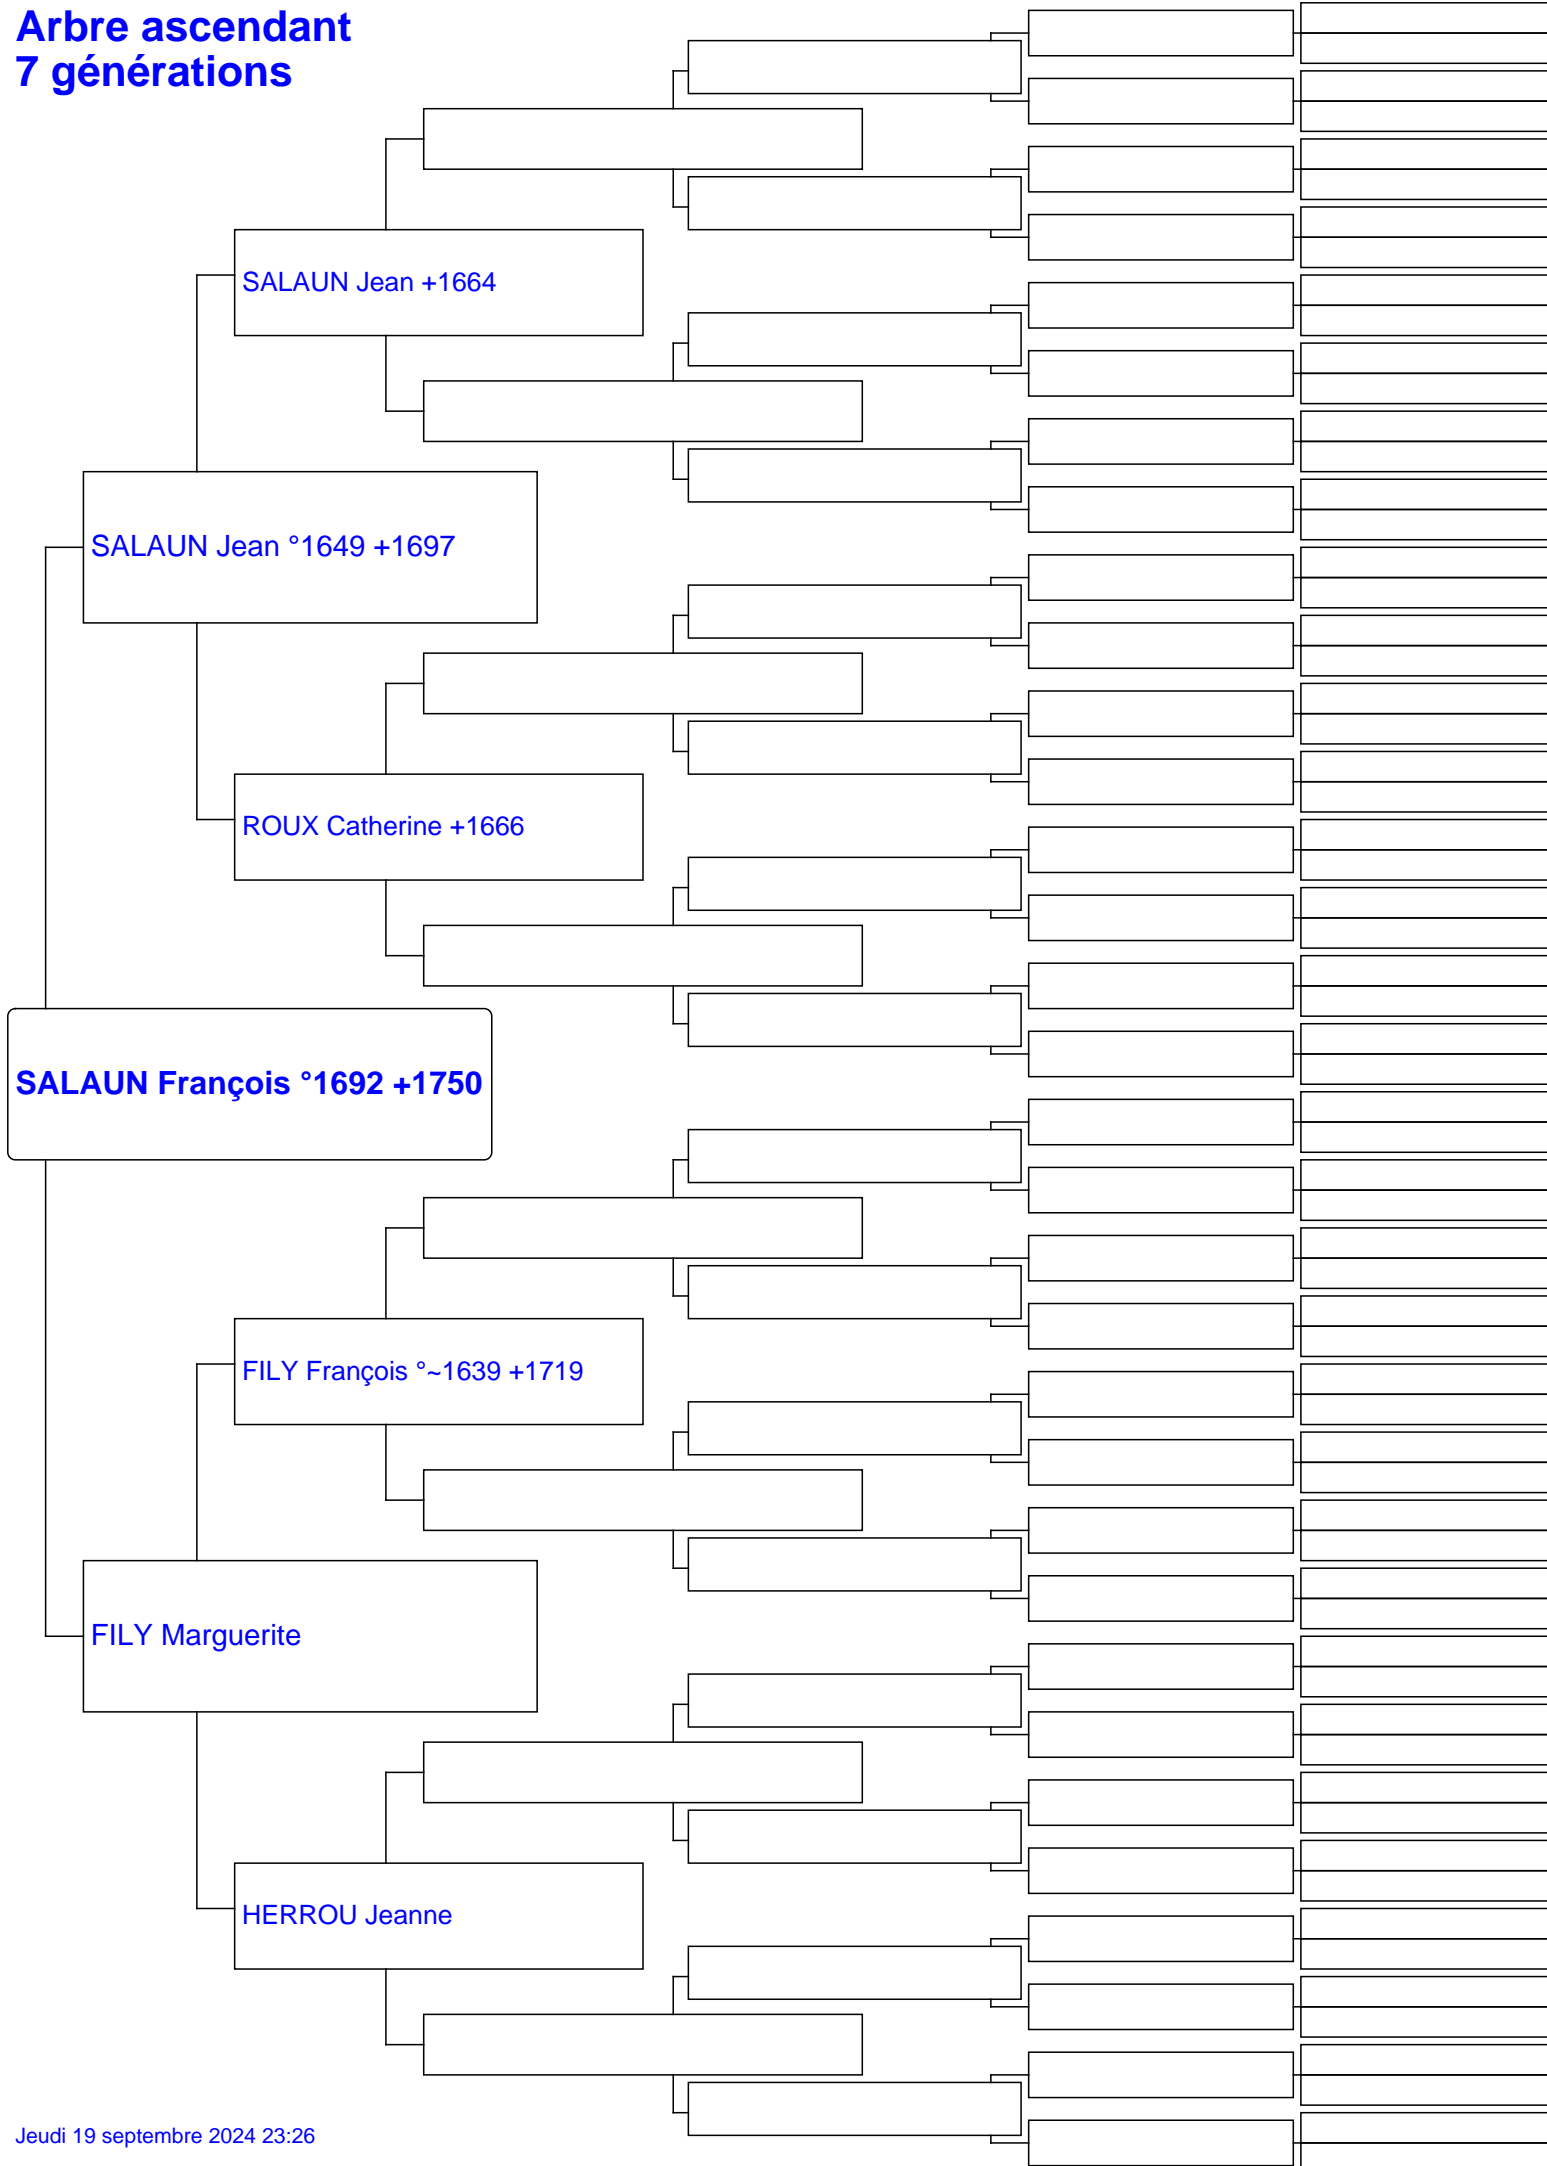 Arbre ascendant
7 générations
SALAUN Jean +1664
SALAUN Jean °1649 +1697
ROUX Catherine +1666
SALAUN François °1692 +1750
FILY François °~1639 +1719
FILY Marguerite
HERROU Jeanne
Jeudi 19 septembre 2024 23:26